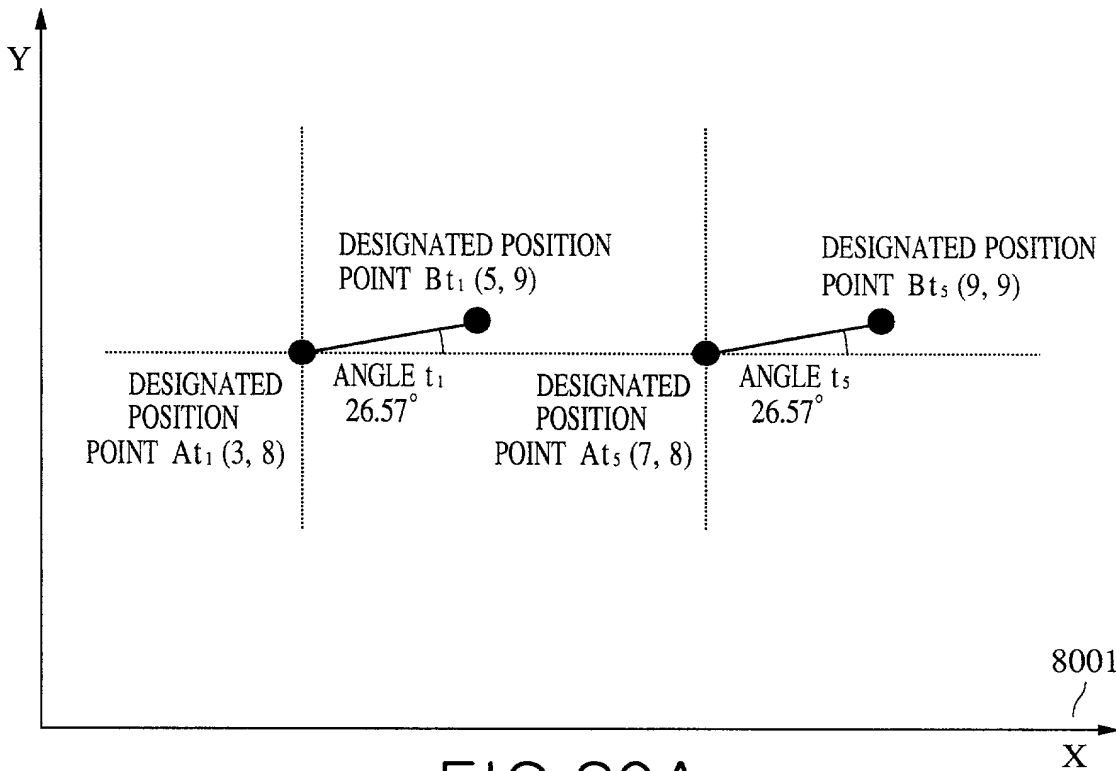 Y
DESIGNATED POSITION
POINT Bt₁ (5, 9)
DESIGNATED POSITION
POINT Bt₅ (9, 9)
DESIGNATED
POSITION
POINT At₁ (3, 8)
ANGLE t₁
26.57°
DESIGNATED
POSITION
POINT At₅ (7, 8)
ANGLE t₅
26.57°
8001
X